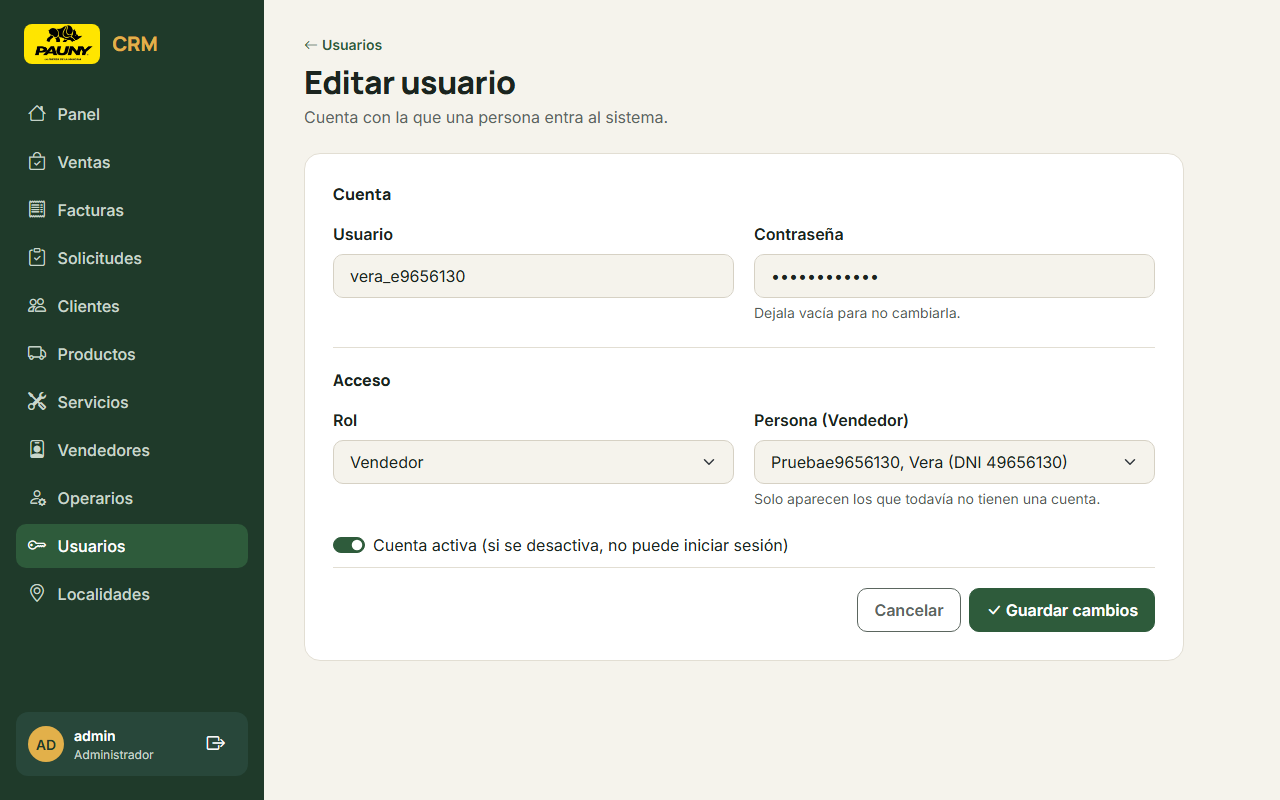 PAUNY
CRM
Panel
Ventas
Facturas
Solicitudes
Clientes
Productos
Servicios
Vendedores
Operarios
Usuarios
Localidades
AD
admin
Administrador
← Usuarios
Editar usuario
Cuenta con la que una persona entra al sistema.
Cuenta
Usuario
Contraseña
vera_e9656130
••••••••••••
Dejala vacía para no cambiarla.
Acceso
Rol
Persona (Vendedor)
Vendedor
Pruebae9656130, Vera (DNI 49656130)
Solo aparecen los que todavía no tienen una cuenta.
Cuenta activa (si se desactiva, no puede iniciar sesión)
Cancelar
Guardar cambios